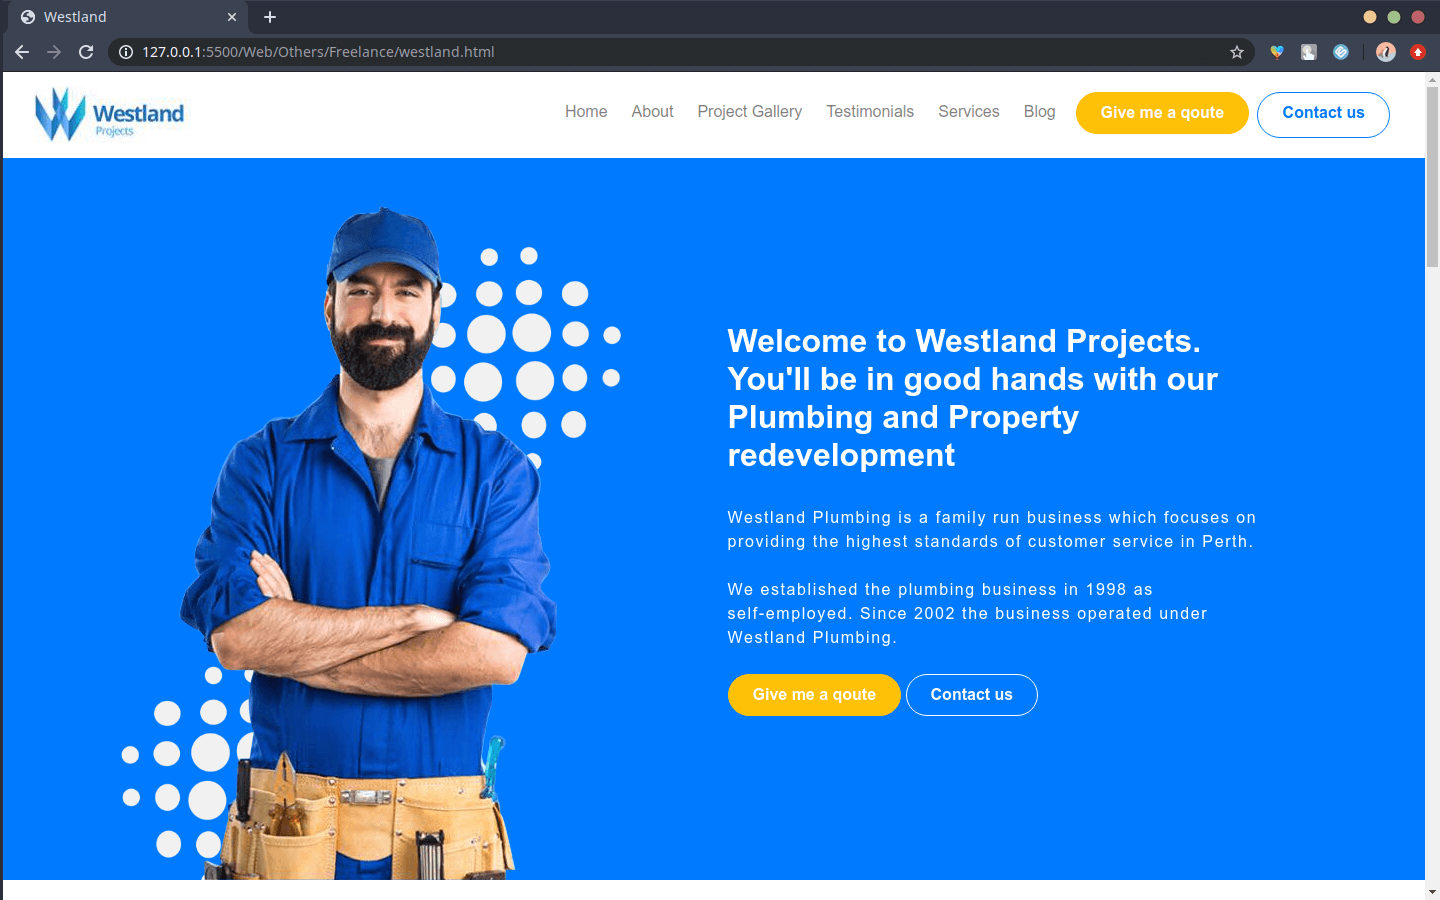 Westland
127.0.0.1:5500/Web/Others/Freelance/westland.html
Westland
Projects
Home About Project Gallery Testimonials Services Blog Give me a qoute Contact us
Welcome to Westland Projects.
You'll be in good hands with our
Plumbing and Property
redevelopment
Westland Plumbing is a family run business which focuses on
providing the highest standards of customer service in Perth.
We established the plumbing business in 1998 as
self-employed. Since 2002 the business operated under
Westland Plumbing.
Give me a qoute Contact us